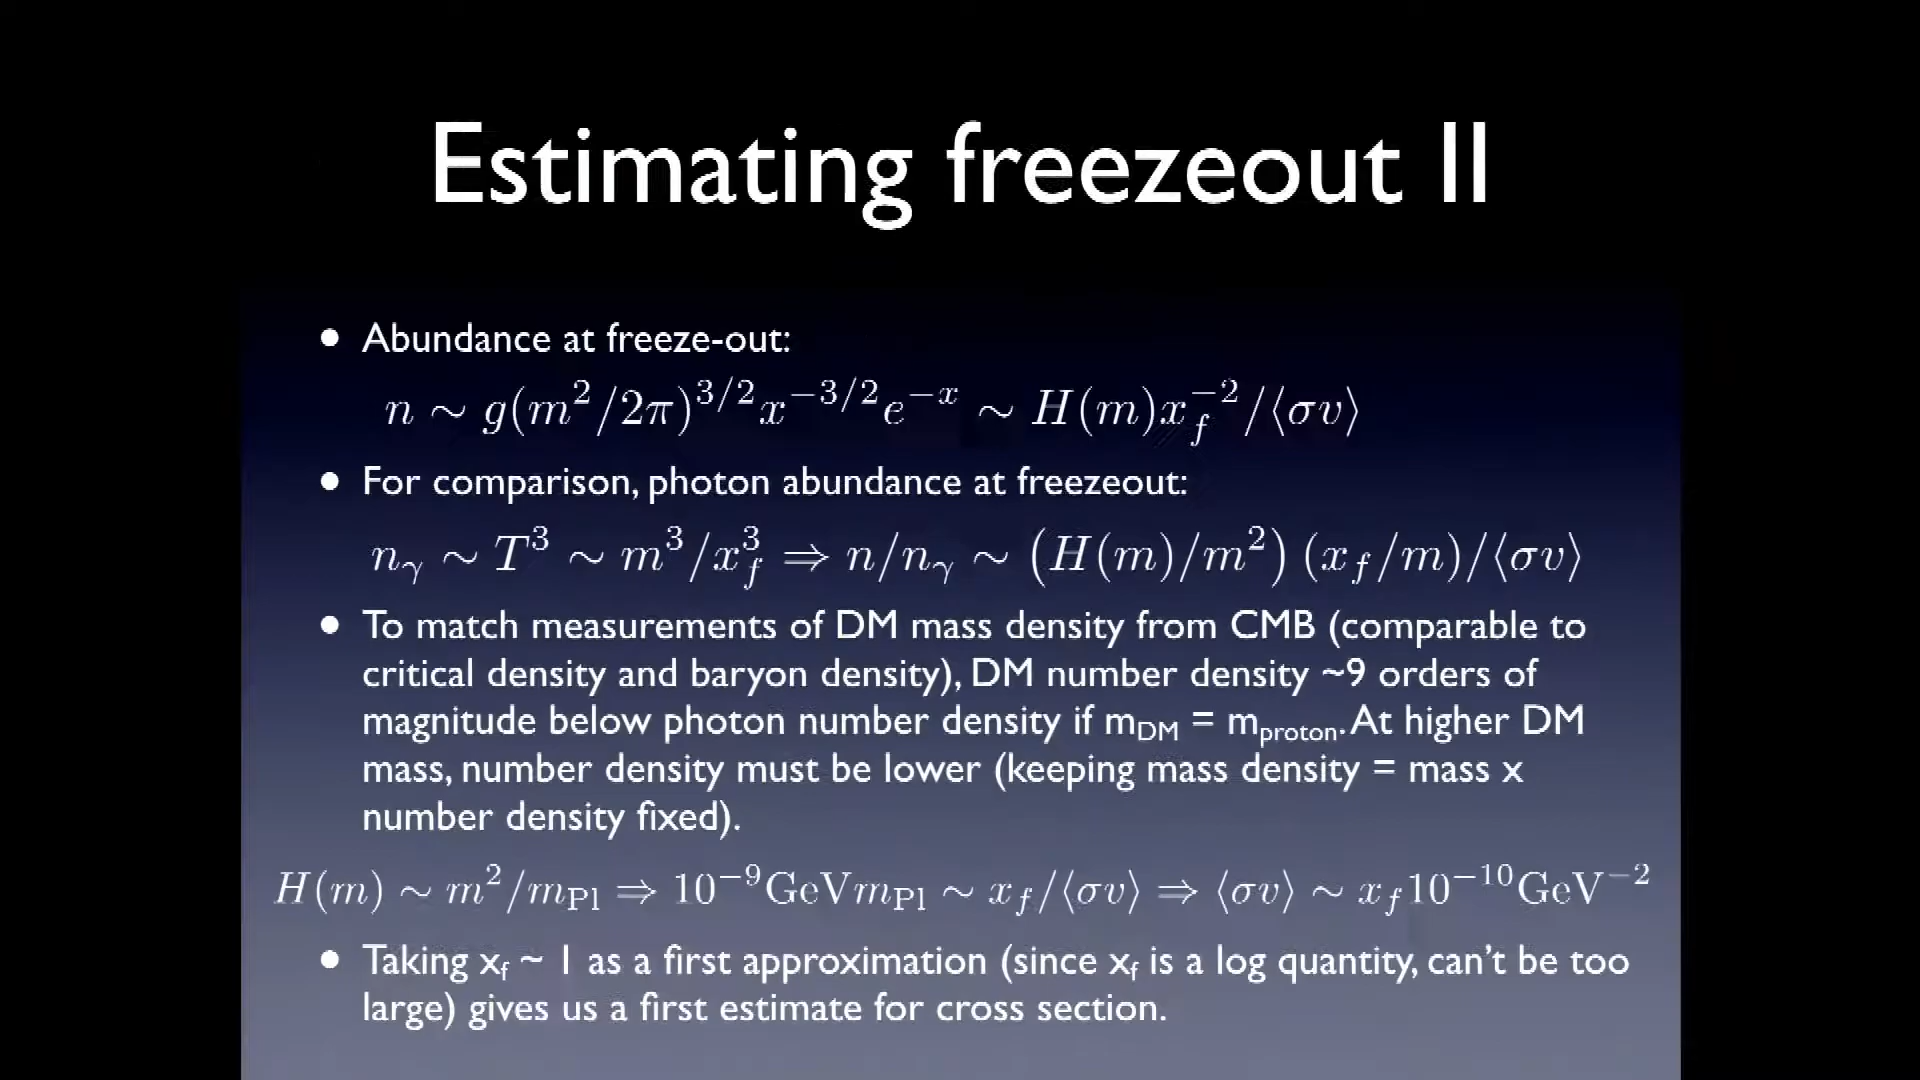 Estimating freezeout II
• Abundance at freeze-out:
n ∼ g(m²/2π)^{3/2}x^{−3/2}e^{−x} ∼ H(m)x_f^{−2}/⟨σv⟩
• For comparison, photon abundance at freezeout:
n_γ ∼ T³ ∼ m³/x_f³ ⇒ n/n_γ ∼ (H(m)/m²) (x_f/m)/⟨σv⟩
• To match measurements of DM mass density from CMB (comparable to
critical density and baryon density), DM number density ~9 orders of
magnitude below photon number density if m_DM = m_proton. At higher DM
mass, number density must be lower (keeping mass density = mass x
number density fixed).
H(m) ∼ m²/m_Pl ⇒ 10^{−9}GeVm_Pl ∼ x_f/⟨σv⟩ ⇒ ⟨σv⟩ ∼ x_f10^{−10}GeV^{−2}
• Taking x_f ~ 1 as a first approximation (since x_f is a log quantity, can't be too
large) gives us a first estimate for cross section.